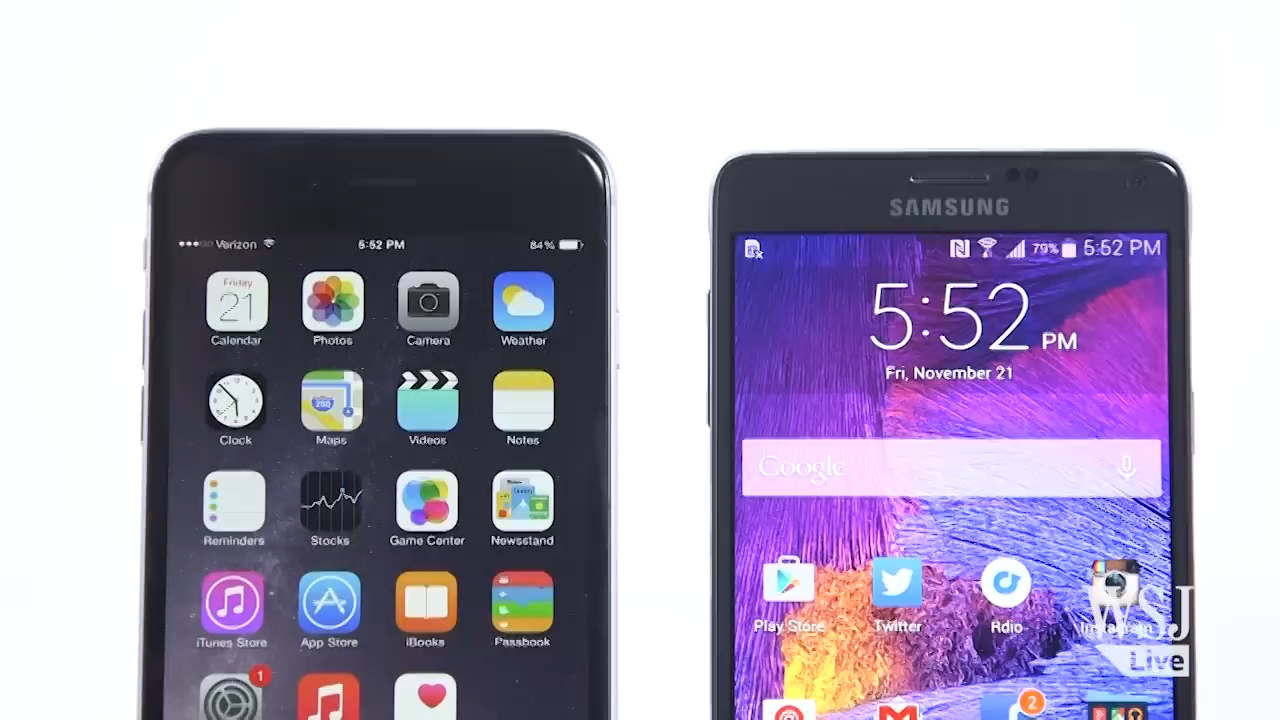 Verizon 5:52 PM 84%
Friday
21
Calendar Photos Camera Weather
280
Clock Maps Videos Notes
Reminders Stocks Game Center Newsstand
iTunes Store App Store iBooks Passbook
1
SAMSUNG
79% 5:52 PM
5:52 PM
Fri, November 21
Google
Play Store Twitter Rdio Instagram
2
WSJ
Live